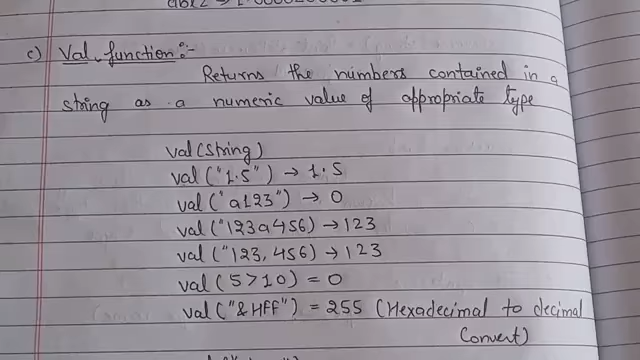 c) Val function:-
Returns the numbers contained in a
string as a numeric value of appropriate type
val(String)
val("1.5") → 1.5
val("a123") → 0
val("123a456) → 123
val("123,456) → 123
val(5>10) = 0
val("&HFF") = 255 (Hexadecimal to decimal
Convert)